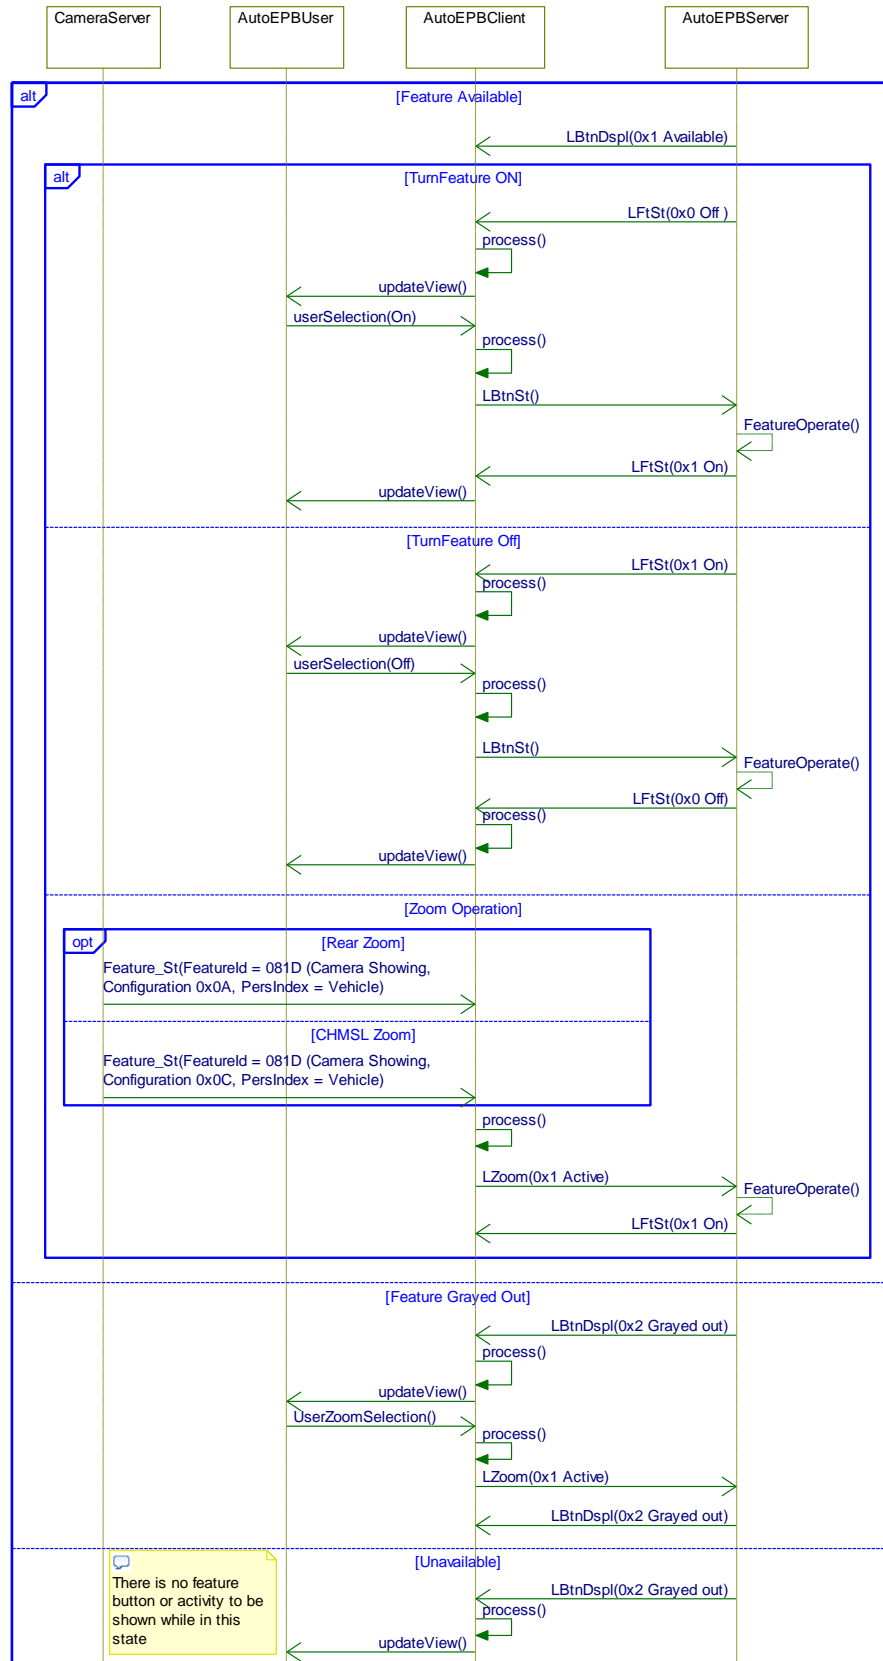 CameraServer
AutoEPBUser
AutoEPBClient
AutoEPBServer
alt
[Feature Available]
LBtnDspl(0x1 Available)
alt
[TurnFeature ON]
LFtSt(0x0 Off )
process()
updateView()
userSelection(On)
process()
LBtnSt()
FeatureOperate()
LFtSt(0x1 On)
updateView()
[TurnFeature Off]
LFtSt(0x1 On)
process()
updateView()
userSelection(Off)
process()
LBtnSt()
FeatureOperate()
LFtSt(0x0 Off)
process()
updateView()
[Zoom Operation]
opt
[Rear Zoom]
Feature_St(FeatureId = 081D (Camera Showing,
Configuration 0x0A, PersIndex = Vehicle)
[CHMSL Zoom]
Feature_St(FeatureId = 081D (Camera Showing,
Configuration 0x0C, PersIndex = Vehicle)
process()
LZoom(0x1 Active)
FeatureOperate()
LFtSt(0x1 On)
[Feature Grayed Out]
LBtnDspl(0x2 Grayed out)
process()
updateView()
UserZoomSelection()
process()
LZoom(0x1 Active)
LBtnDspl(0x2 Grayed out)
[Unavailable]
There is no feature
button or activity to be
shown while in this
state
LBtnDspl(0x2 Grayed out)
process()
updateView()